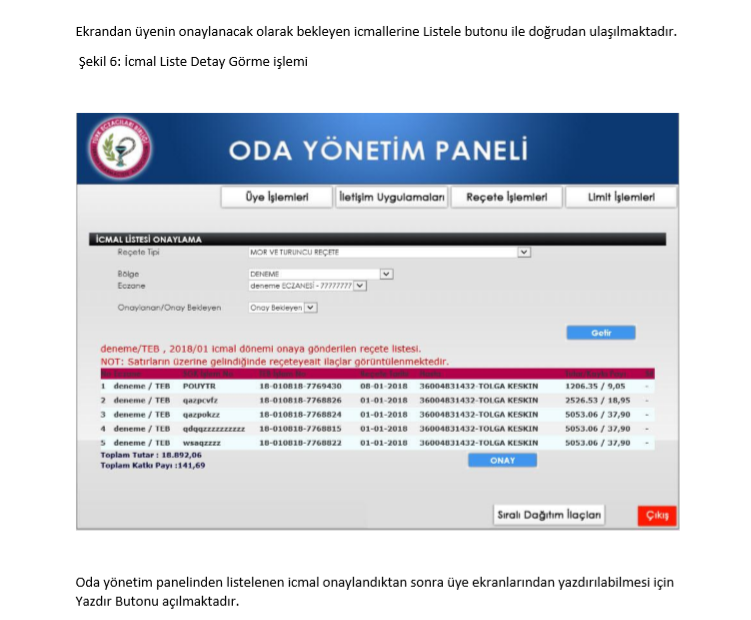 Ekrandan üyenin onaylanacak olarak bekleyen icmallerine Listele butonu ile doğrudan ulaşılmaktadır.
Şekil 6: İcmal Liste Detay Görme işlemi
ODA YÖNETİM PANELİ
Üye İşlemleri İletişim Uygulamaları Reçete İşlemleri Limit İşlemleri
İCMAL LİSTESİ ONAYLAMA
Reçete Tipi MOR VE TURUNCU REÇETE
Bölge DENEME
Eczane deneme ECZANESİ - 77777777
Onaylanan/Onay Bekleyen Onay Bekleyen
Getir
deneme/TEB , 2018/01 icmal dönemi onaya gönderilen reçete listesi.
NOT: Satırların üzerine gelindiğinde reçeteyeait ilaçlar görüntülenmektedir.
1 deneme / TEB POUYTR 18-010818-7769430 08-01-2018 36004831432-TOLGA KESKIN 1206.35 / 9,05 -
2 deneme / TEB qazpcvfz 18-010818-7768826 01-01-2018 36004831432-TOLGA KESKIN 2526.53 / 18,95 -
3 deneme / TEB qazpokzz 18-010818-7768824 01-01-2018 36004831432-TOLGA KESKIN 5053.06 / 37,90 -
4 deneme / TEB 18-010818-7768815 01-01-2018 36004831432-TOLGA KESKIN 5053.06 / 37,90 -
5 deneme / TEB wsaqzzzz 18-010818-7768822 01-01-2018 36004831432-TOLGA KESKIN 5053.06 / 37,90 -
Toplam Tutar : 18.892,06
Toplam Katkı Payı :141,69
ONAY
Sıralı Dağıtım İlaçları Çıkış
Oda yönetim panelinden listelenen icmal onaylandıktan sonra üye ekranlarından yazdırılabilmesi için
Yazdır Butonu açılmaktadır.